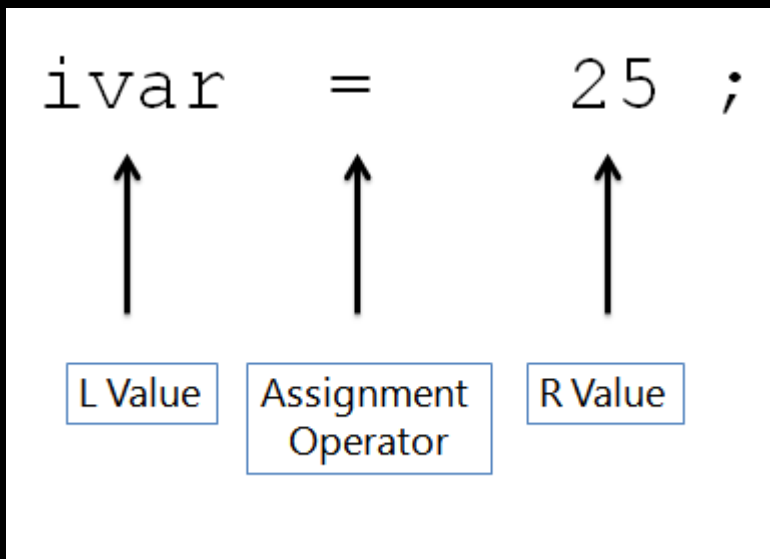 ivar = 25 ;
L Value
Assignment
Operator
R Value